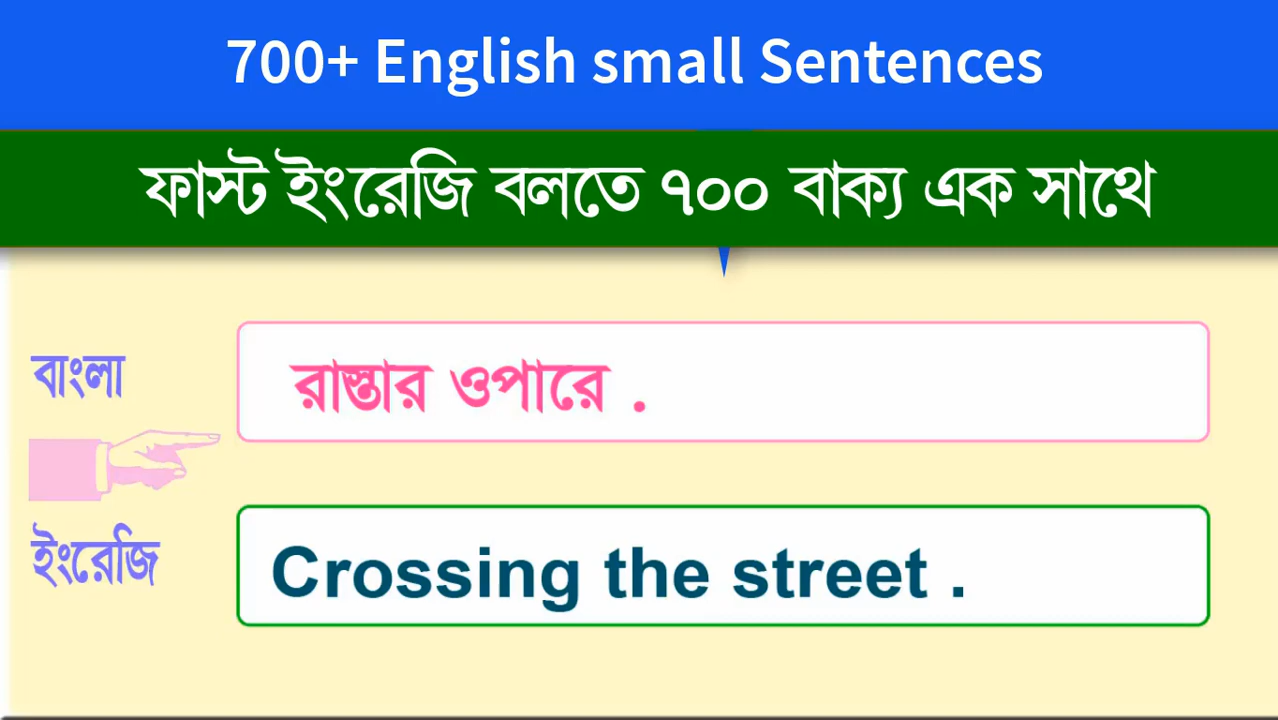 700+ English small Sentences
ফাস্ট ইংরেজি বলতে ৭০০ বাক্য এক সাথে
বাংলা
রাস্তার ওপারে .
ইংরেজি
Crossing the street .